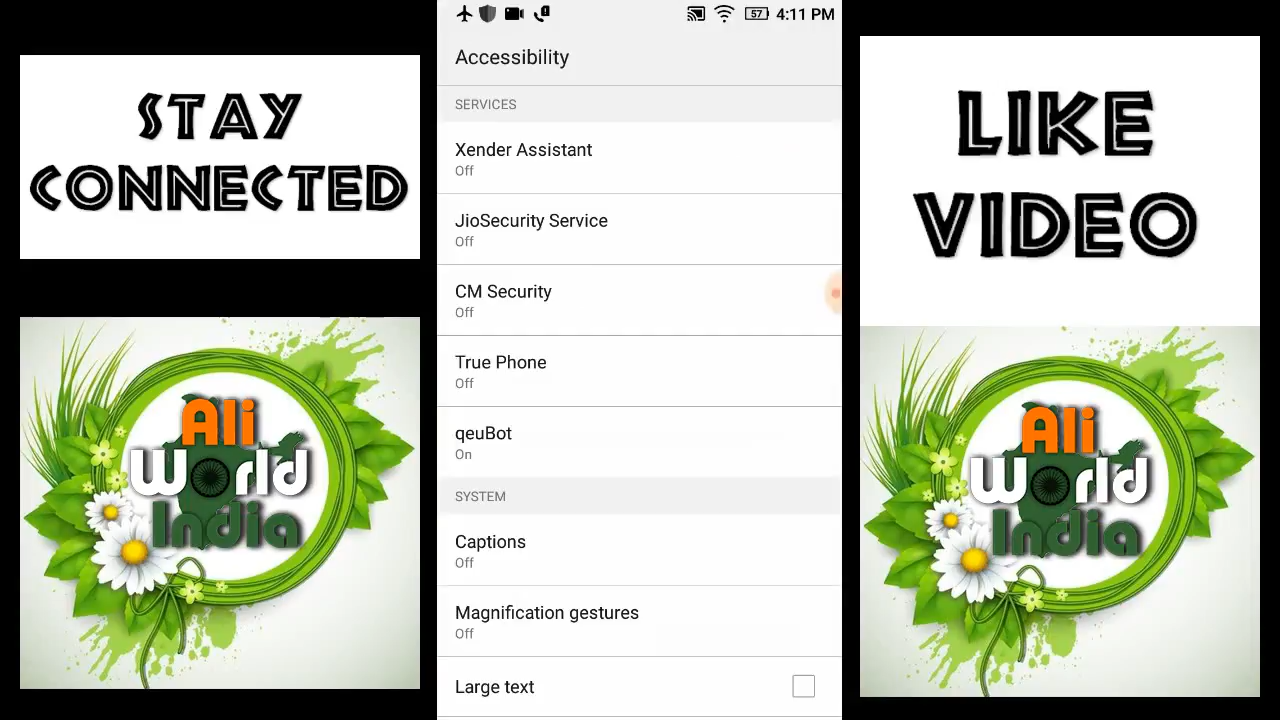 STAY
CONNECTED
Ali
World
India
57 4:11 PM
Accessibility
SERVICES
Xender Assistant
Off
JioSecurity Service
Off
CM Security
Off
True Phone
Off
qeuBot
On
SYSTEM
Captions
Off
Magnification gestures
Off
Large text
LIKE
VIDEO
Ali
World
India